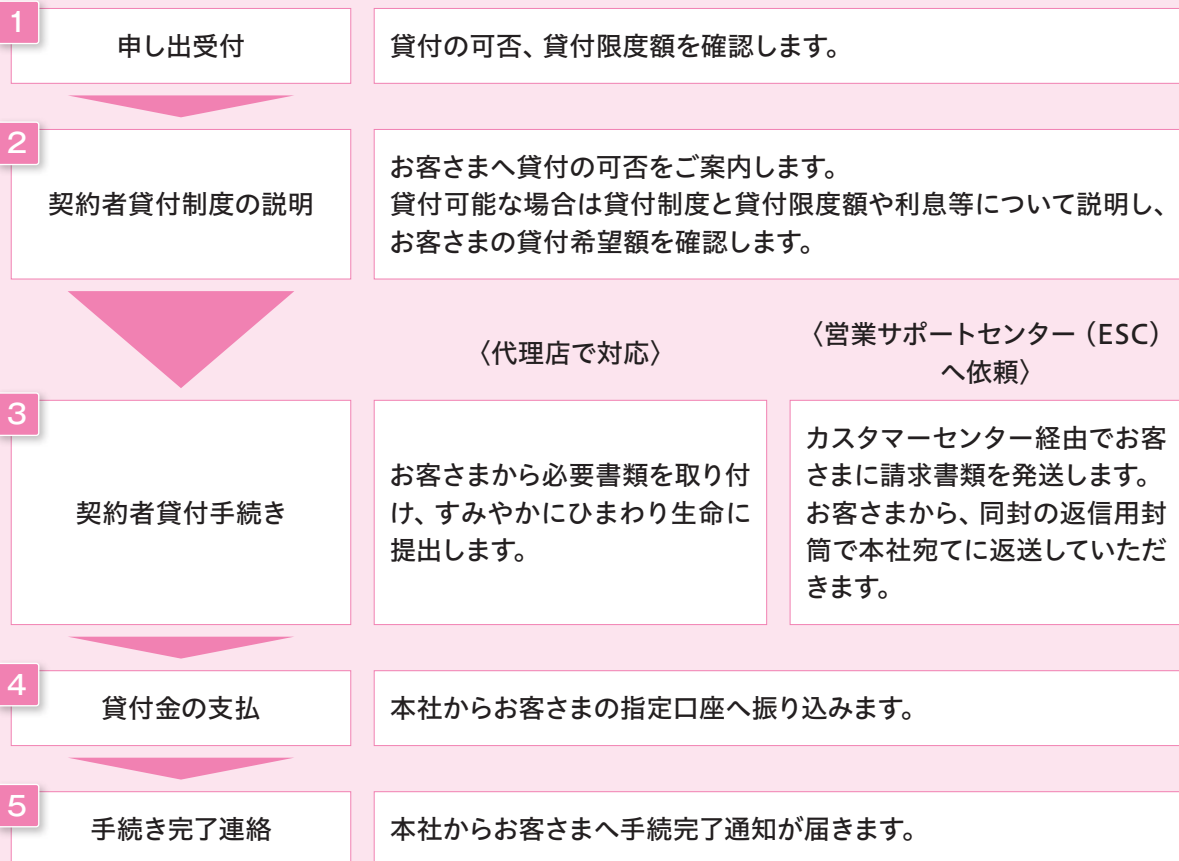 1
申し出受付
貸付の可否、貸付限度額を確認します。
2
契約者貸付制度の説明
お客さまへ貸付の可否をご案内します。
貸付可能な場合は貸付制度と貸付限度額や利息等について説明し、
お客さまの貸付希望額を確認します。
〈代理店で対応〉
〈営業サポートセンター（ESC）
へ依頼〉
3
契約者貸付手続き
お客さまから必要書類を取り付
け、すみやかにひまわり生命に
提出します。
カスタマーセンター経由でお客
さまに請求書類を発送します。
お客さまから、同封の返信用封
筒で本社宛てに返送していただ
きます。
4
貸付金の支払
本社からお客さまの指定口座へ振り込みます。
5
手続き完了連絡
本社からお客さまへ手続完了通知が届きます。